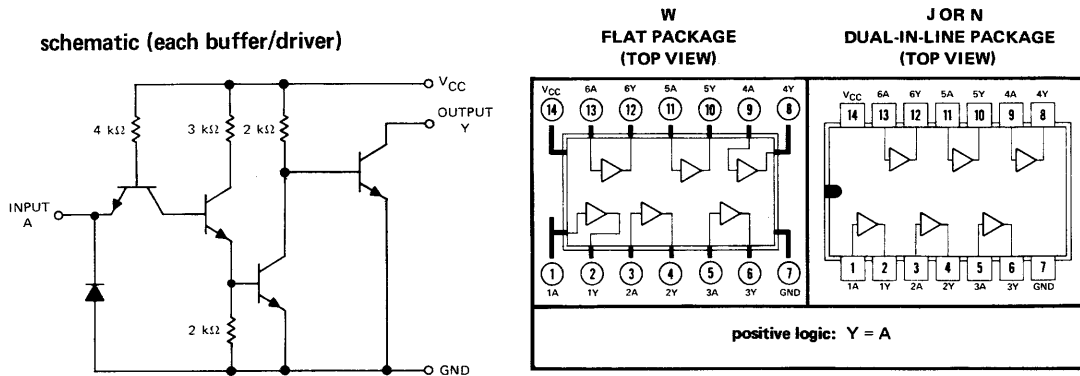 schematic (each buffer/driver)
VCC
OUTPUT
Y
4 kΩ
3 kΩ
2 kΩ
INPUT
A
2 kΩ
GND
W
FLAT PACKAGE
(TOP VIEW)
VCC 6A 6Y 5A 5Y 4A 4Y
14 13 12 11 10 9 8
1 2 3 4 5 6 7
1A 1Y 2A 2Y 3A 3Y GND
J OR N
DUAL-IN-LINE PACKAGE
(TOP VIEW)
VCC 6A 6Y 5A 5Y 4A 4Y
14 13 12 11 10 9 8
1 2 3 4 5 6 7
1A 1Y 2A 2Y 3A 3Y GND
positive logic: Y = A